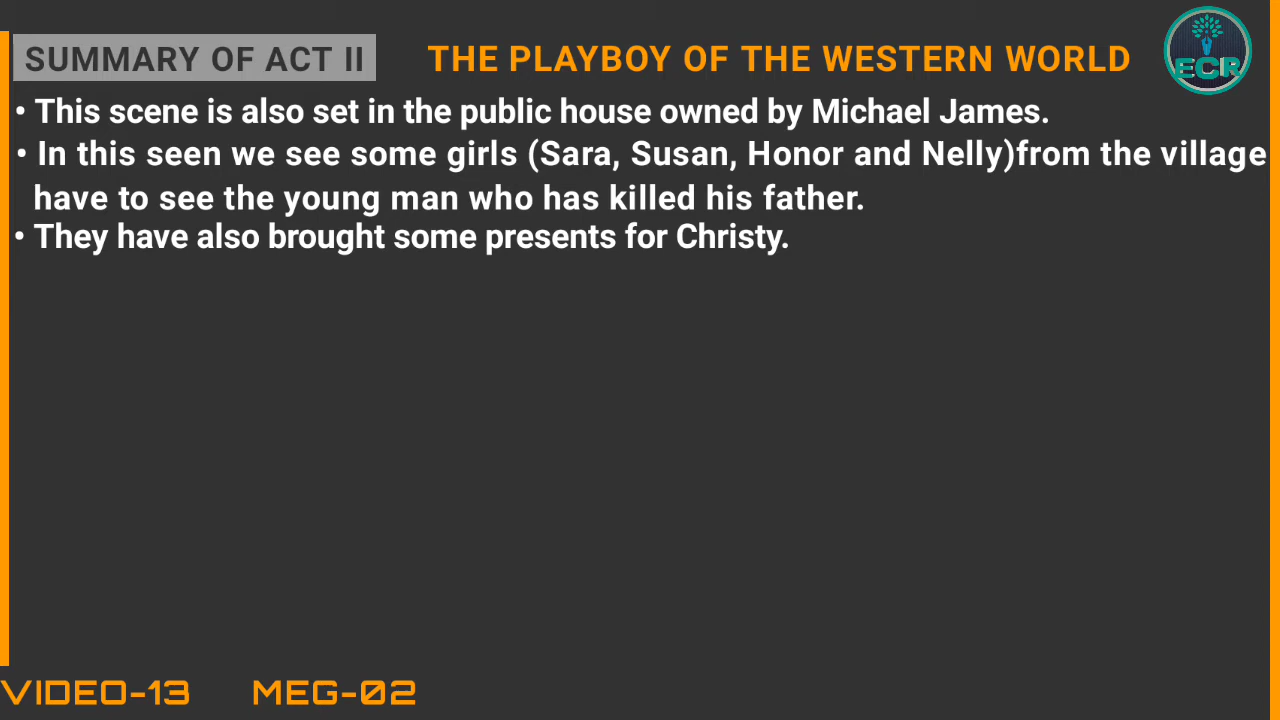 SUMMARY OF ACT II THE PLAYBOY OF THE WESTERN WORLD
ECR
• This scene is also set in the public house owned by Michael James.
• In this seen we see some girls (Sara, Susan, Honor and Nelly)from the village
have to see the young man who has killed his father.
• They have also brought some presents for Christy.
VIDEO-13 MEG-02